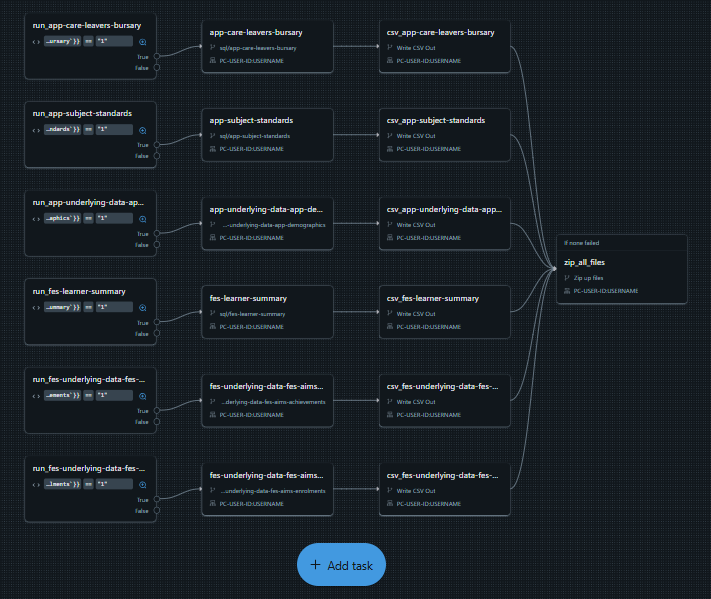 run_app-care-leavers-bursary
…ursary`}} == "1"
True
False
app-care-leavers-bursary
sql/app-care-leavers-bursary
PC-USER-ID:USERNAME
csv_app-care-leavers-bursary
Write CSV Out
PC-USER-ID:USERNAME
run_app-subject-standards
…ndards`}} == "1"
True
False
app-subject-standards
sql/app-subject-standards
PC-USER-ID:USERNAME
csv_app-subject-standards
Write CSV Out
PC-USER-ID:USERNAME
run_app-underlying-data-ap...
…aphics`}} == "1"
True
False
app-underlying-data-app-de...
...-underlying-data-app-demographics
PC-USER-ID:USERNAME
csv_app-underlying-data-app...
Write CSV Out
PC-USER-ID:USERNAME
If none failed
zip_all_files
Zip up files
PC-USER-ID:USERNAME
run_fes-learner-summary
…ummary`}} == "1"
True
False
fes-learner-summary
sql/fes-learner-summary
PC-USER-ID:USERNAME
csv_fes-learner-summary
Write CSV Out
PC-USER-ID:USERNAME
run_fes-underlying-data-fes-...
…ements`}} == "1"
True
False
fes-underlying-data-fes-aims...
...derlying-data-fes-aims-achievements
PC-USER-ID:USERNAME
csv_fes-underlying-data-fes-...
Write CSV Out
PC-USER-ID:USERNAME
run_fes-underlying-data-fes-...
…lments`}} == "1"
True
False
fes-underlying-data-fes-aims...
...underlying-data-fes-aims-enrolments
PC-USER-ID:USERNAME
csv_fes-underlying-data-fes-...
Write CSV Out
PC-USER-ID:USERNAME
+ Add task